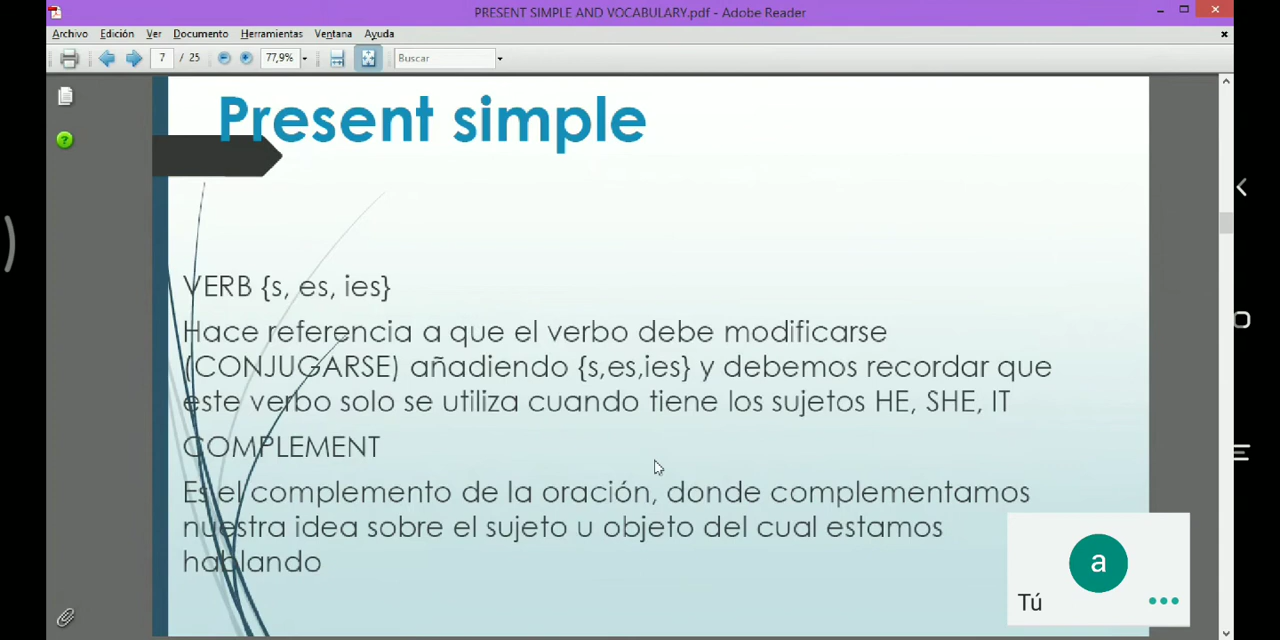 PRESENT SIMPLE AND VOCABULARY.pdf - Adobe Reader
Archivo Edición Ver Documento Herramientas Ventana Ayuda
7 / 25 77,9% Buscar
Present simple
VERB {s, es, ies}
Hace referencia a que el verbo debe modificarse
(CONJUGARSE) añadiendo {s,es,ies} y debemos recordar que
este verbo solo se utiliza cuando tiene los sujetos HE, SHE, IT
COMPLEMENT
Es el complemento de la oración, donde complementamos
nuestra idea sobre el sujeto u objeto del cual estamos
hablando
a
Tú